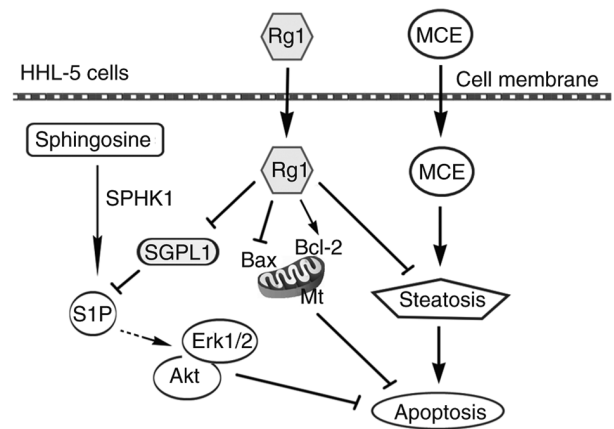 Rg1
MCE
HHL-5 cells
Cell membrane
Sphingosine
Rg1
MCE
SPHK1
SGPL1
Bax
Bcl-2
Mt
Steatosis
S1P
Erk1/2
Akt
Apoptosis